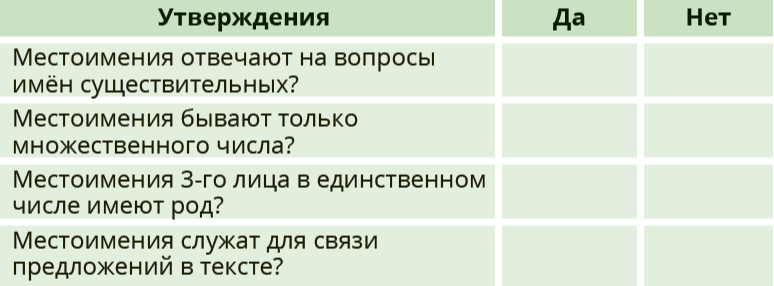 Утверждения Да Нет
Местоимения отвечают на вопросы
имён существительных?
Местоимения бывают только
множественного числа?
Местоимения 3-го лица в единственном
числе имеют род?
Местоимения служат для связи
предложений в тексте?